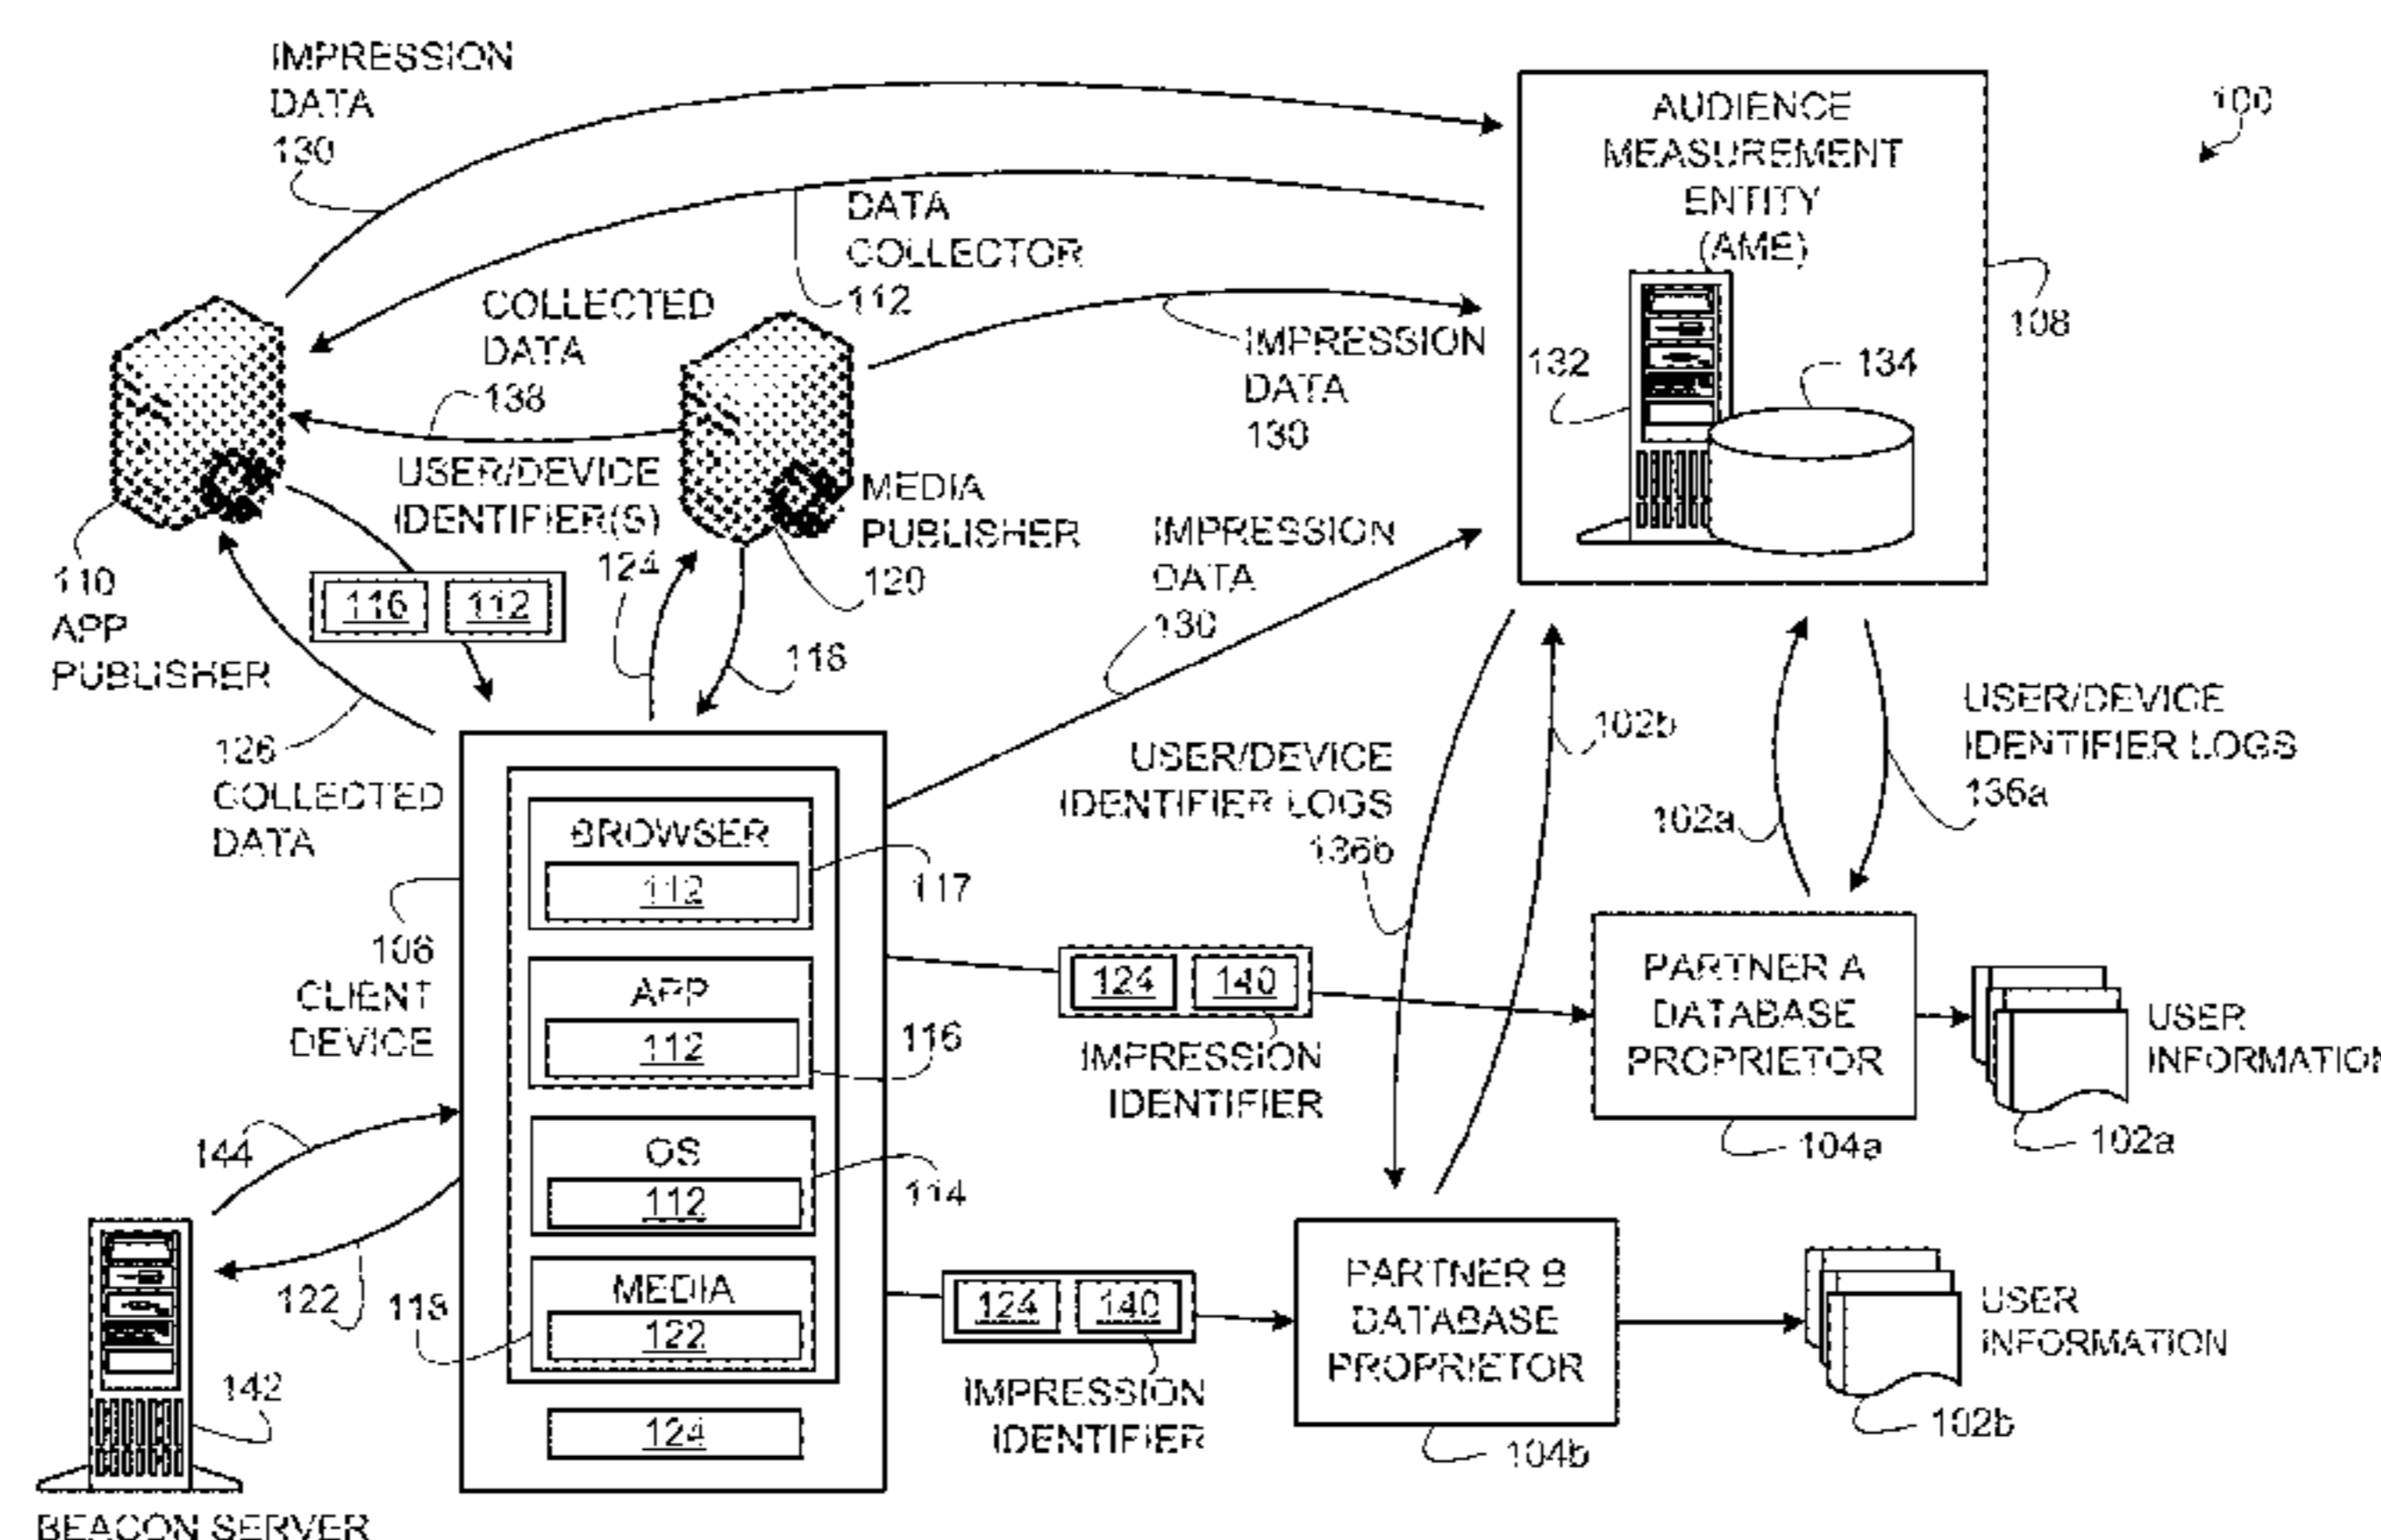 IMPRESSION
DATA
130
DATA
COLLECTOR
112
COLLECTED
DATA
138
USER/DEVICE
IDENTIFIER(S)
124
IMPRESSION
DATA
130
AUDIENCE
MEASUREMENT
ENTITY
(AME)
132
134
108
100
110
APP
PUBLISHER
116
112
MEDIA
PUBLISHER
120
118
IMPRESSION
DATA
130
126
COLLECTED
DATA
USER/DEVICE
IDENTIFIER LOGS
136b
102b
102a
USER/DEVICE
IDENTIFIER LOGS
136a
106
CLIENT
DEVICE
BROWSER
112
117
APP
112
116
OS
112
114
MEDIA
122
118
124
124
140
IMPRESSION
IDENTIFIER
PARTNER A
DATABASE
PROPRIETOR
104a
USER
INFORMATION
102a
144
122
142
BEACON SERVER
124
140
IMPRESSION
IDENTIFIER
PARTNER B
DATABASE
PROPRIETOR
104b
USER
INFORMATION
102b